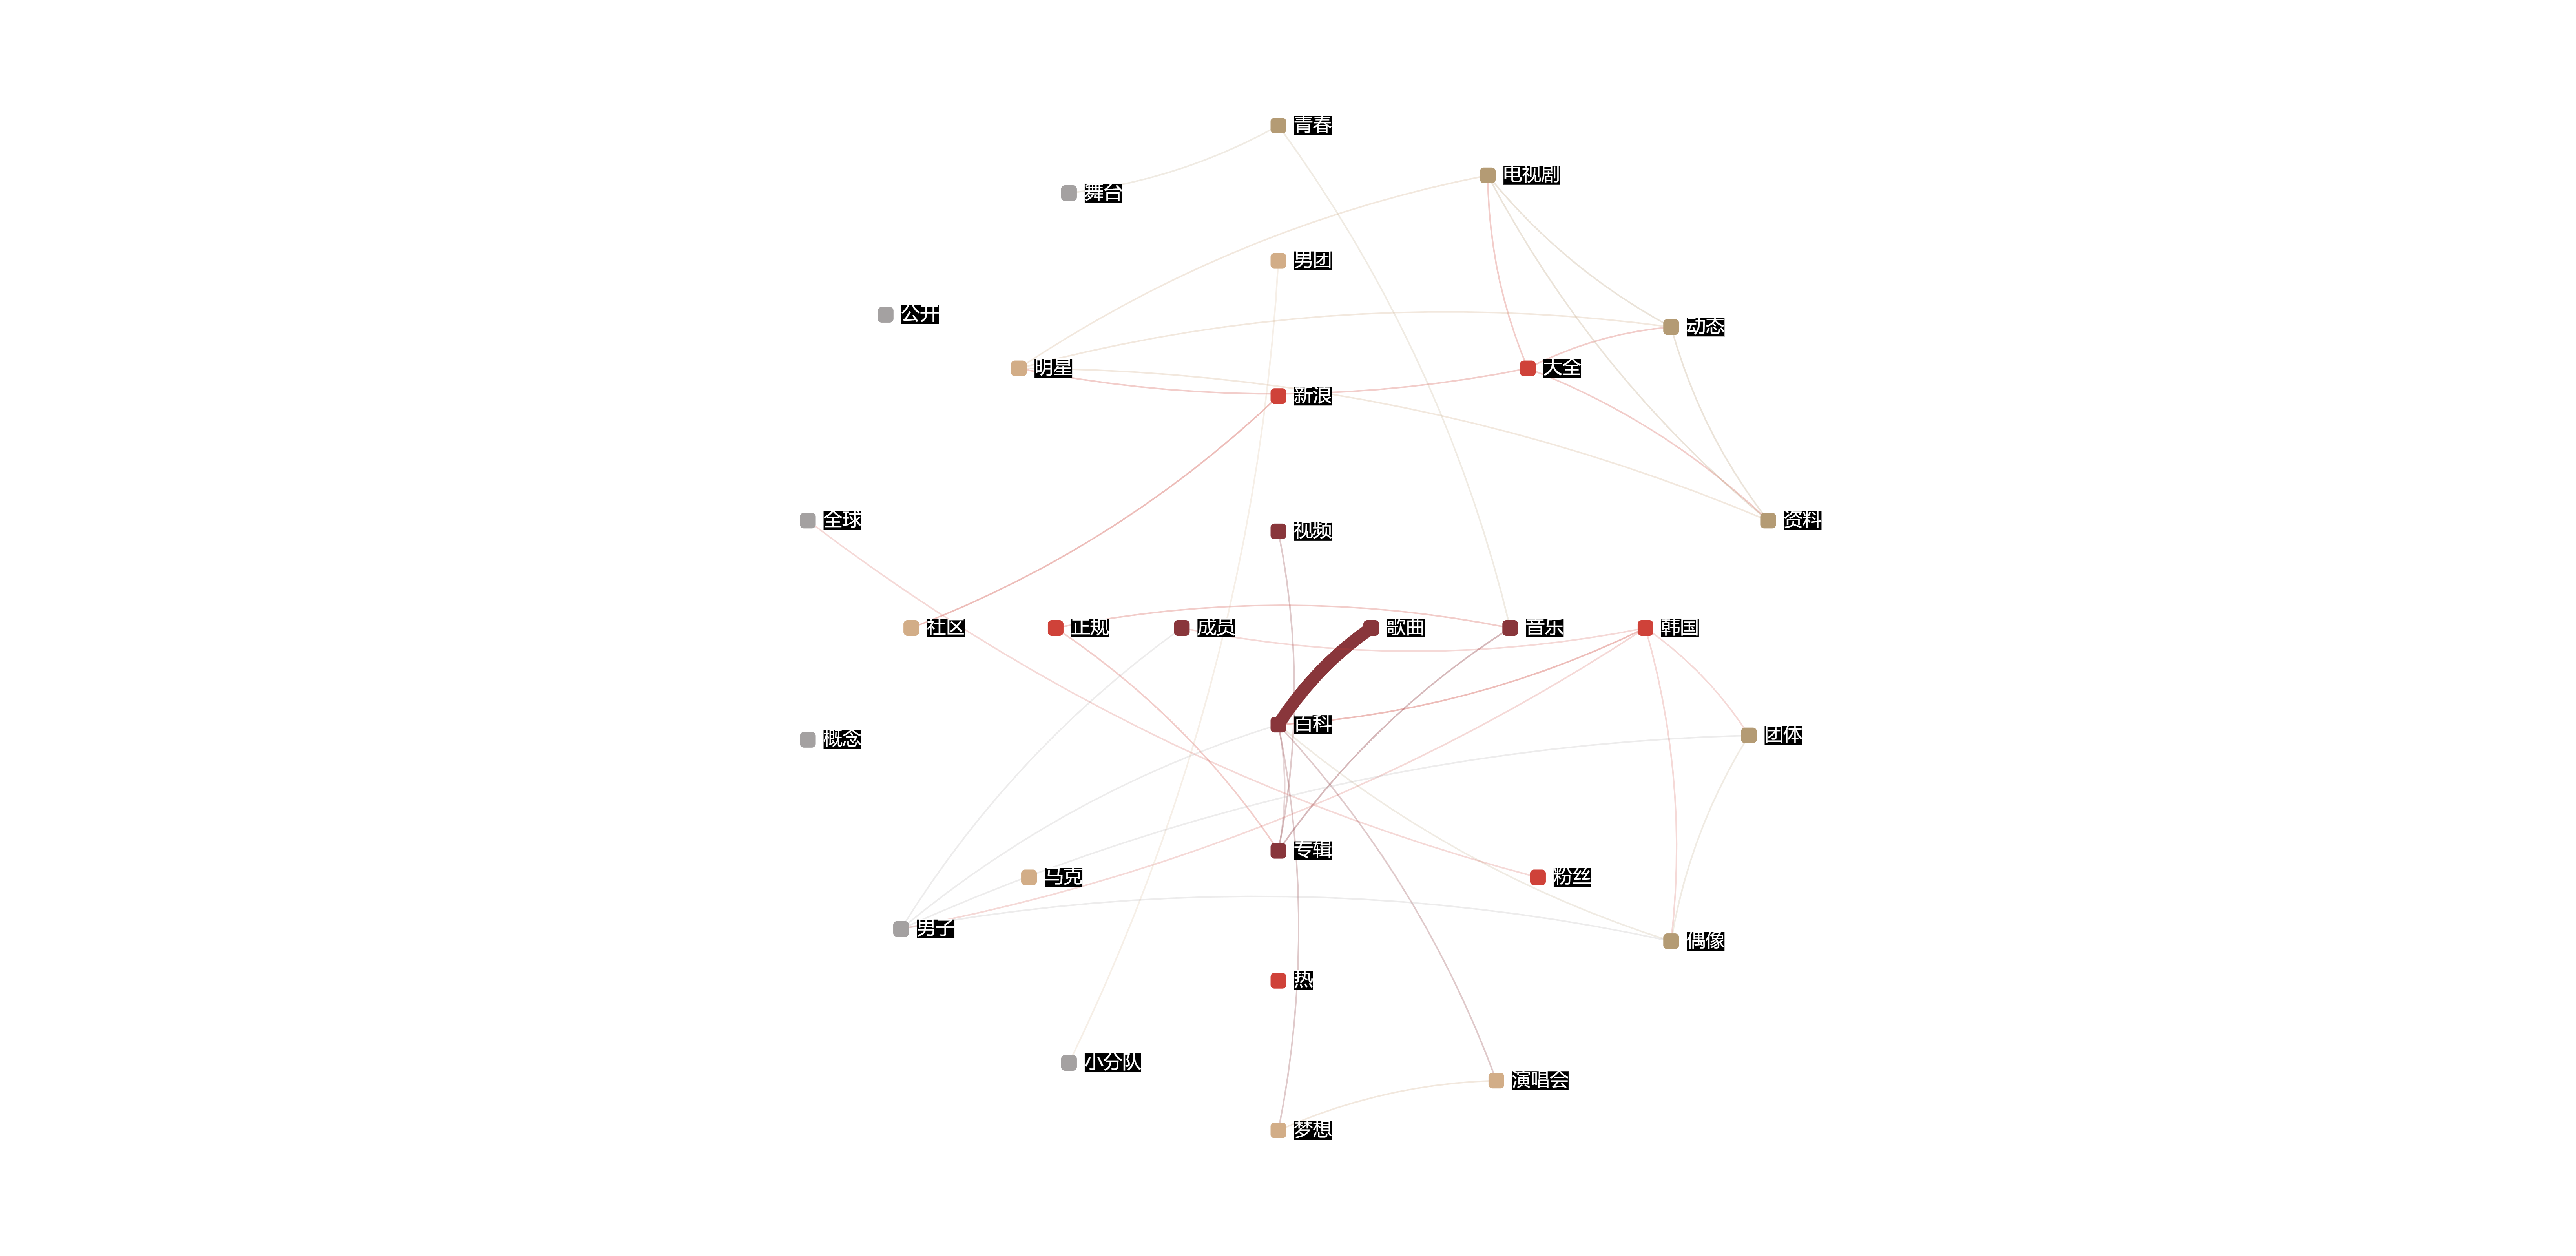 青春
电视剧
舞台
男团
公开
动态
明星
大全
新浪
全球
资料
视频
社区
正规
成员
歌曲
音乐
韩国
百科
团体
概念
专辑
马克
粉丝
男子
偶像
热
小分队
演唱会
梦想